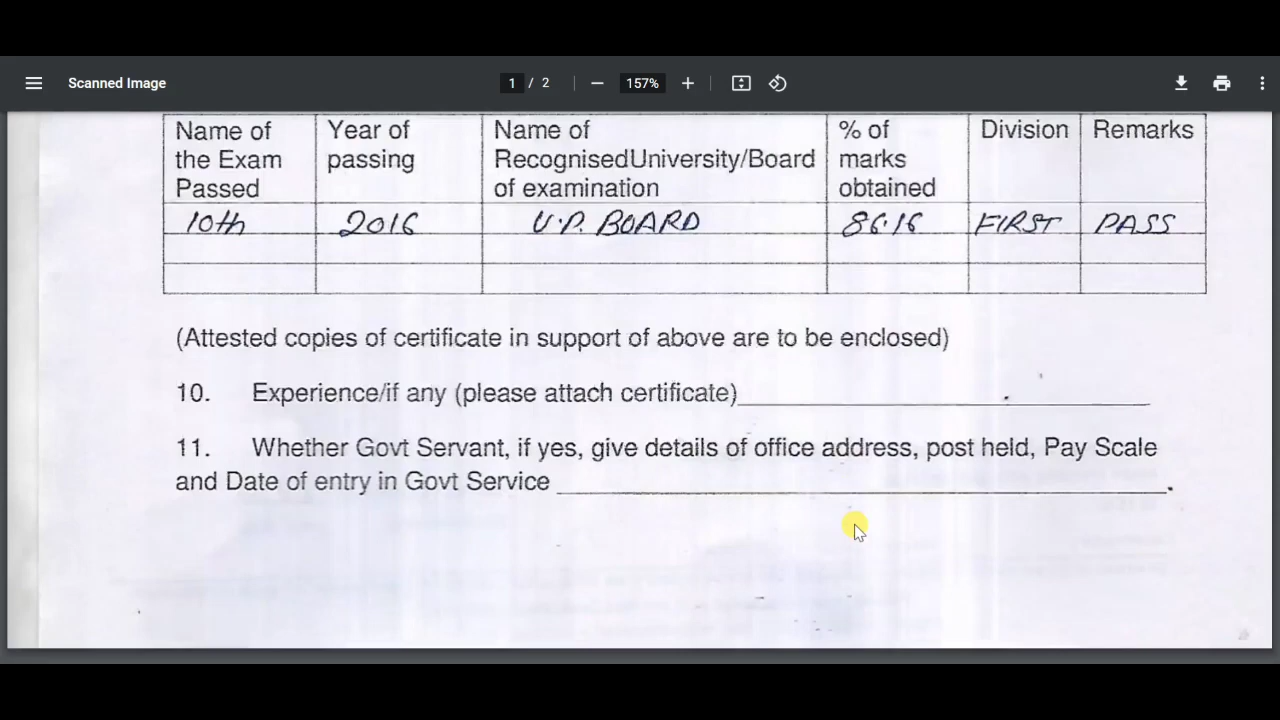 Scanned Image
1 / 2
157%
Name of the Exam Passed
Year of passing
Name of RecognisedUniversity/Board of examination
% of marks obtained
Division
Remarks
10th 2016 U.P. BOARD 86.16 FIRST PASS
(Attested copies of certificate in support of above are to be enclosed)
10. Experience/if any (please attach certificate)
11. Whether Govt Servant, if yes, give details of office address, post held, Pay Scale
and Date of entry in Govt Service